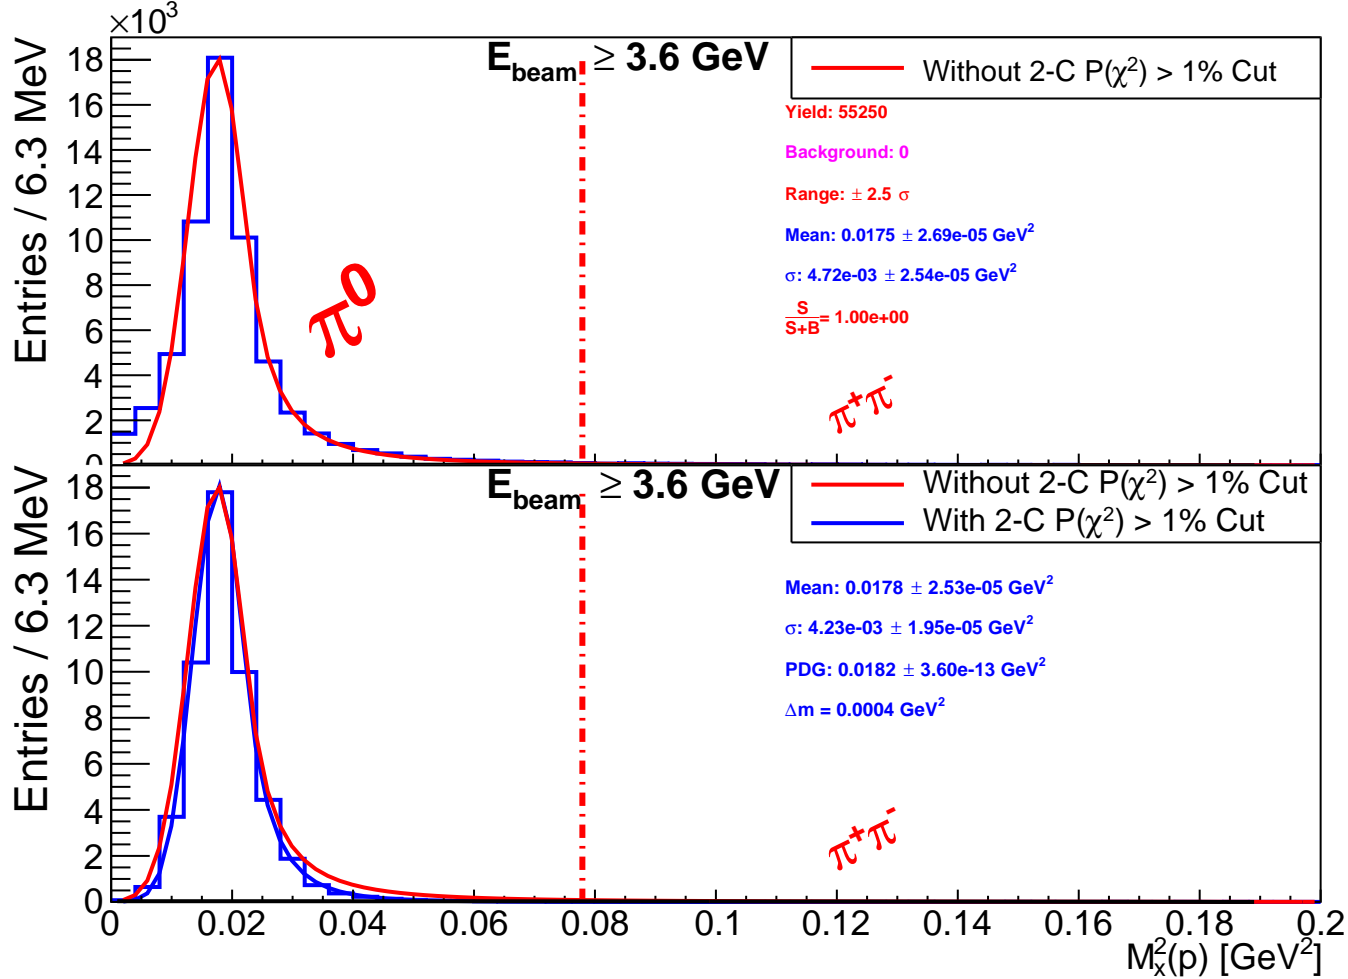 ×10³
E_beam ≥ 3.6 GeV
Without 2-C P(χ²) > 1% Cut
Yield: 55250
Background: 0
Range: ± 2.5 σ
Mean: 0.0175 ± 2.69e-05 GeV²
σ: 4.72e-03 ± 2.54e-05 GeV²
S
S+B = 1.00e+00
π⁰
π⁺π⁻
Entries / 6.3 MeV
18
16
14
12
10
8
6
4
2
0
E_beam ≥ 3.6 GeV
Without 2-C P(χ²) > 1% Cut
With 2-C P(χ²) > 1% Cut
Mean: 0.0178 ± 2.53e-05 GeV²
σ: 4.23e-03 ± 1.95e-05 GeV²
PDG: 0.0182 ± 3.60e-13 GeV²
Δm = 0.0004 GeV²
π⁺π⁻
Entries / 6.3 MeV
18
16
14
12
10
8
6
4
2
0
0 0.02 0.04 0.06 0.08 0.1 0.12 0.14 0.16 0.18 0.2
M²ₓ(p) [GeV²]